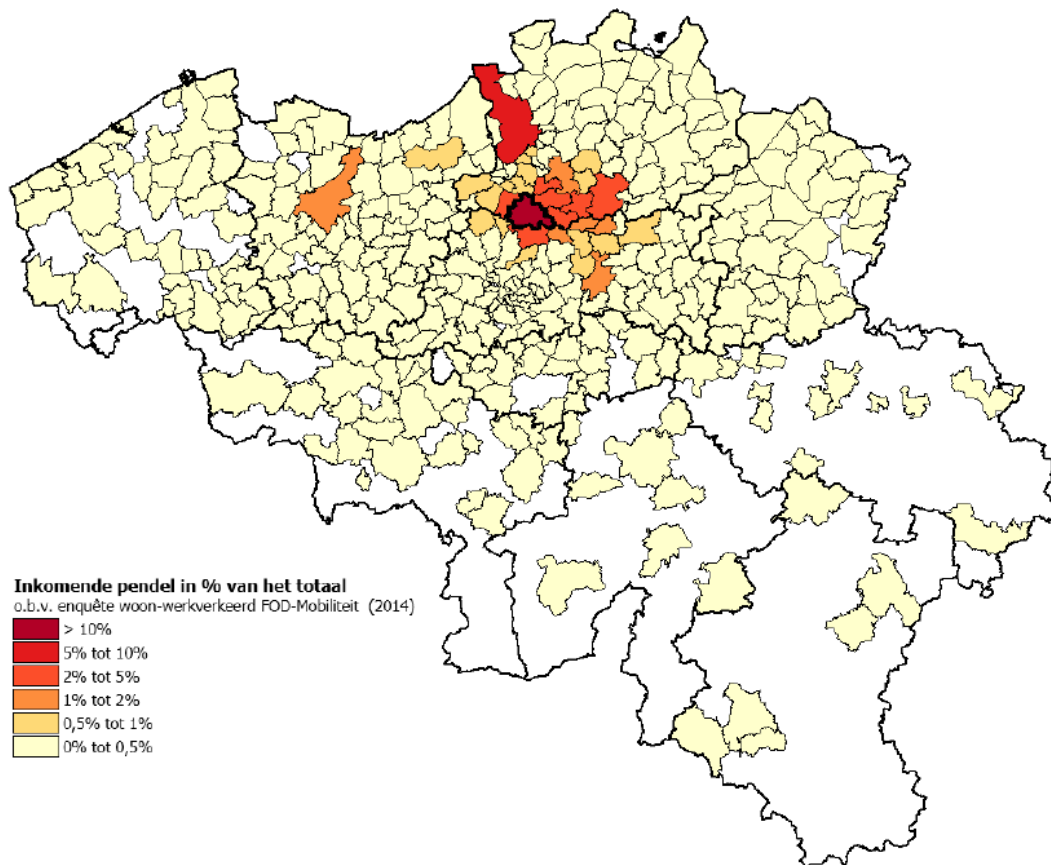 Inkomende pendel in % van het totaal
o.b.v. enquête woon-werkverkeerd FOD-Mobiliteit (2014)
> 10%
5% tot 10%
2% tot 5%
1% tot 2%
0,5% tot 1%
0% tot 0,5%